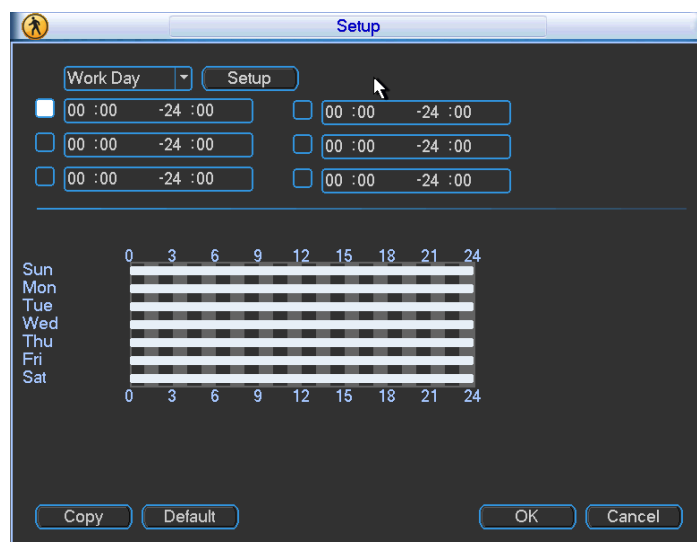 Setup
Work Day Setup
00 :00 -24 :00 00 :00 -24 :00
00 :00 -24 :00 00 :00 -24 :00
00 :00 -24 :00 00 :00 -24 :00
0 3 6 9 12 15 18 21 24
Sun
Mon
Tue
Wed
Thu
Fri
Sat
0 3 6 9 12 15 18 21 24
Copy Default OK Cancel